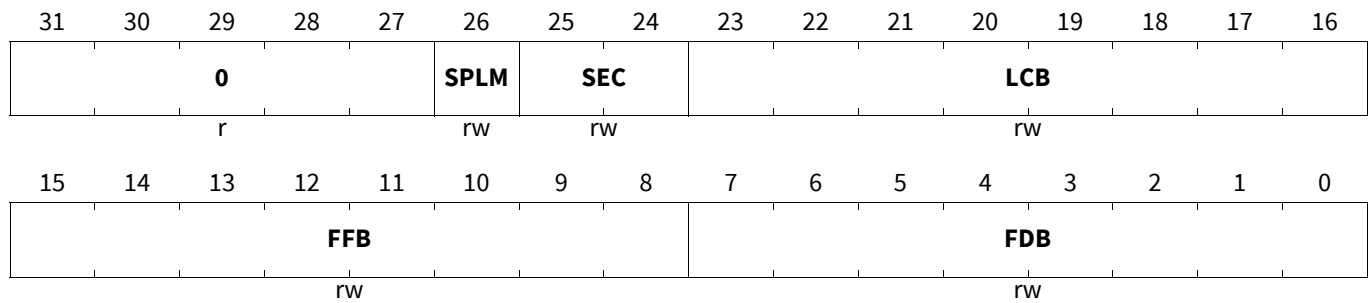 31 30 29 28 27 26 25 24 23 22 21 20 19 18 17 16
0 SPLM SEC LCB
r rw rw rw
15 14 13 12 11 10 9 8 7 6 5 4 3 2 1 0
FFB FDB
rw rw